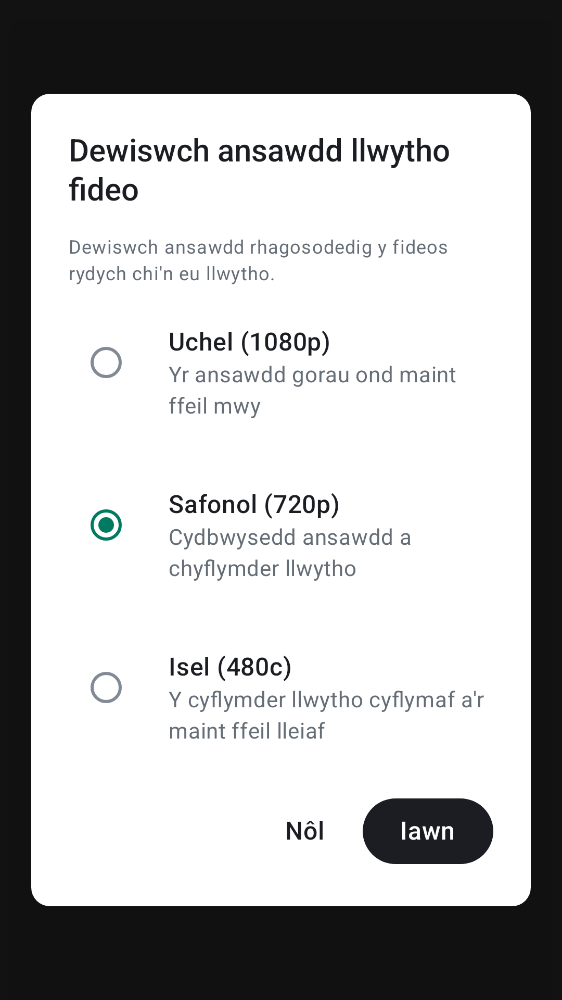 Dewiswch ansawdd llwytho
fideo
Dewiswch ansawdd rhagosodedig y fideos
rydych chi'n eu llwytho.
Uchel (1080p)
Yr ansawdd gorau ond maint
ffeil mwy
Safonol (720p)
Cydbwysedd ansawdd a
chyflymder llwytho
Isel (480c)
Y cyflymder llwytho cyflymaf a'r
maint ffeil lleiaf
Nôl
Iawn